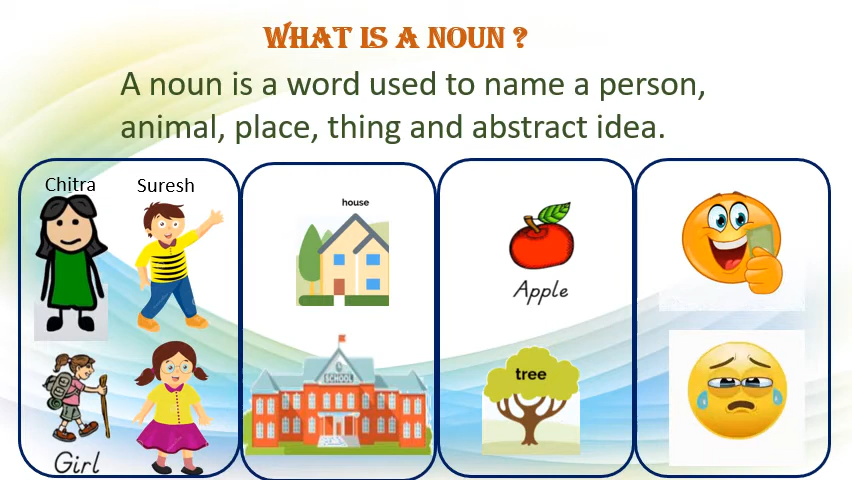 WHAT IS A NOUN ?
A noun is a word used to name a person,
animal, place, thing and abstract idea.
Chitra
Suresh
Girl
house
SCHOOL
Apple
tree